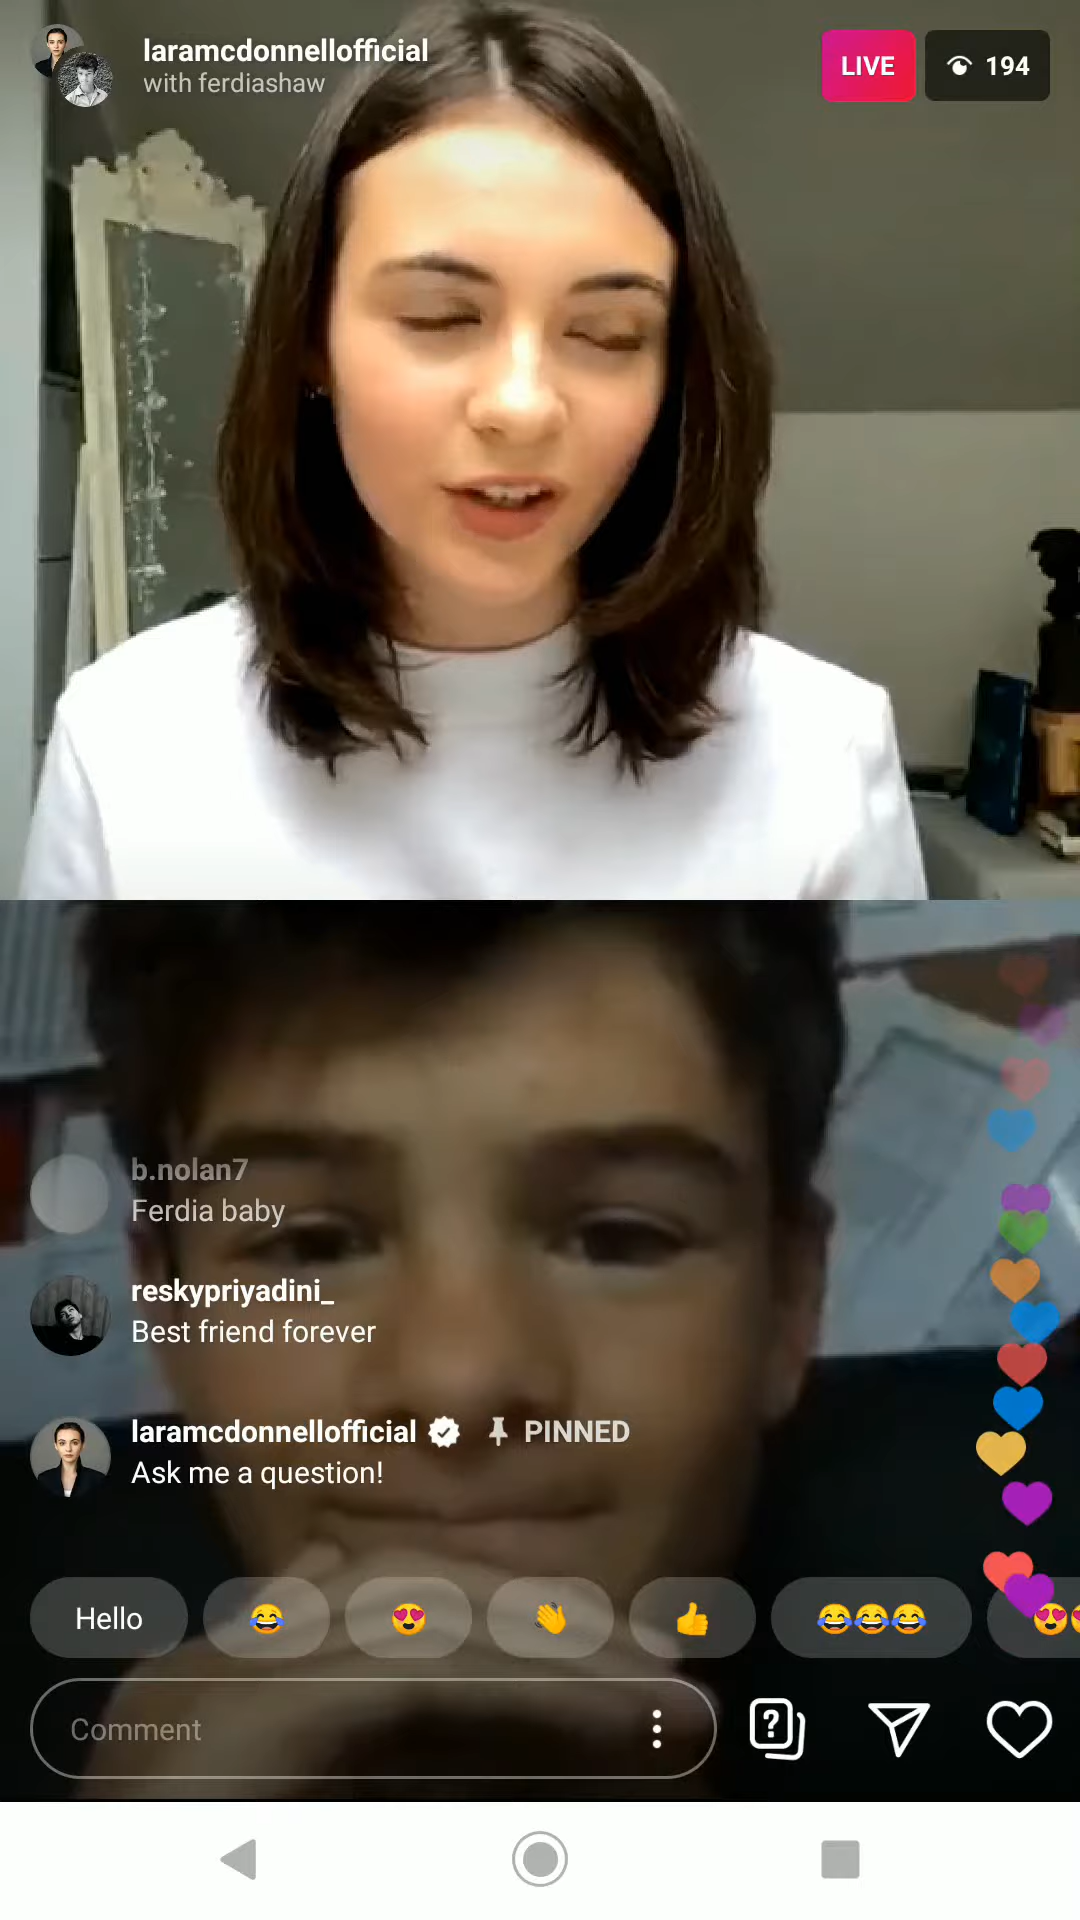 laramcdonnellofficial
with ferdiashaw
LIVE
194
b.nolan7
Ferdia baby
reskypriyadini_
Best friend forever
laramcdonnellofficial PINNED
Ask me a question!
Hello 😂 😍 👏 👍 😂😂😂 😍😍
Comment